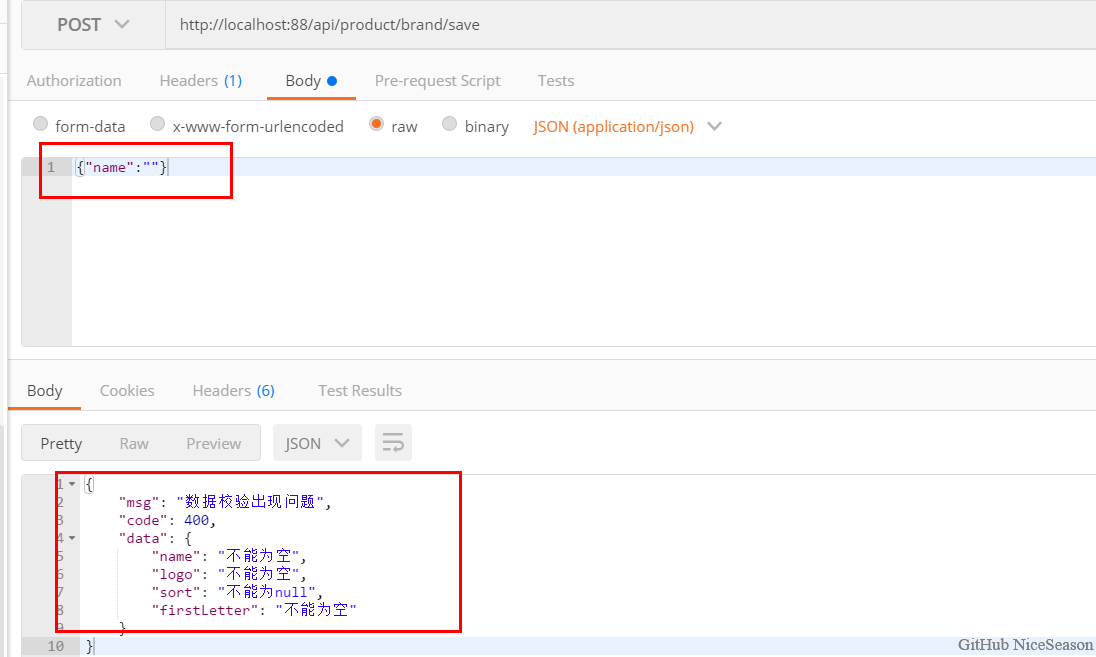 POST http://localhost:88/api/product/brand/save
Authorization Headers (1) Body Pre-request Script Tests
form-data x-www-form-urlencoded raw binary JSON (application/json)
1 {"name":""}
Body Cookies Headers (6) Test Results
Pretty Raw Preview JSON
1 {
2 "msg": "数据校验出现问题",
3 "code": 400,
4 "data": {
5 "name": "不能为空",
6 "logo": "不能为空",
7 "sort": "不能为null",
8 "firstLetter": "不能为空"
9 }
10 }
GitHub NiceSeason